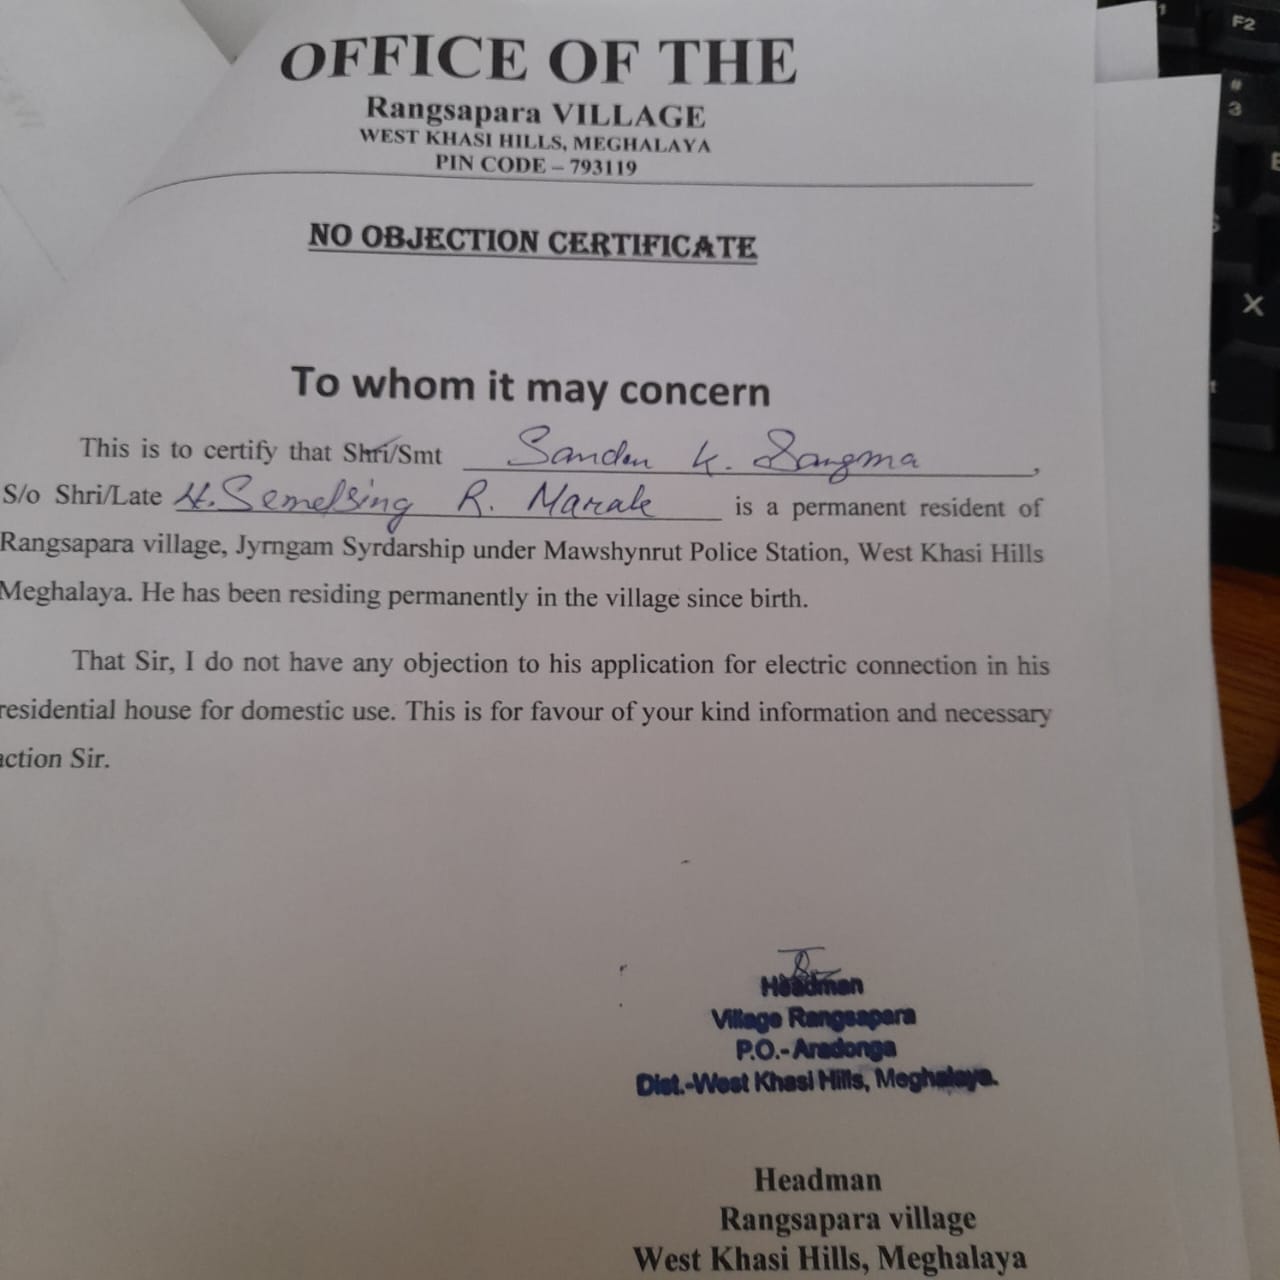 OFFICE OF THE
Rangsapara VILLAGE
WEST KHASI HILLS, MEGHALAYA
PIN CODE – 793119
NO OBJECTION CERTIFICATE
To whom it may concern
This is to certify that Shri/Smt Sanden K. Sangma,
S/o Shri/Late Semelsing R. Marak is a permanent resident of
Rangsapara village, Jyrngam Syrdarship under Mawshynrut Police Station, West Khasi Hills
Meghalaya. He has been residing permanently in the village since birth.
That Sir, I do not have any objection to his application for electric connection in his
residential house for domestic use. This is for favour of your kind information and necessary
action Sir.
Headman
Village Rangsapara
P.O.- Aradonga
Dist.-West Khasi Hills, Meghalaya.
Headman
Rangsapara village
West Khasi Hills, Meghalaya
F2
#
3
X